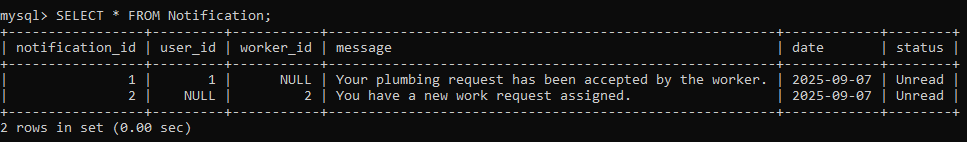 mysql> SELECT * FROM Notification;
+-----------------+---------+-----------+-------------------------------------------------------+------------+--------+
| notification_id | user_id | worker_id | message                                               | date       | status |
+-----------------+---------+-----------+-------------------------------------------------------+------------+--------+
|               1 |       1 |      NULL | Your plumbing request has been accepted by the worker. | 2025-09-07 | Unread |
|               2 |    NULL |         2 | You have a new work request assigned.                 | 2025-09-07 | Unread |
+-----------------+---------+-----------+-------------------------------------------------------+------------+--------+
2 rows in set (0.00 sec)